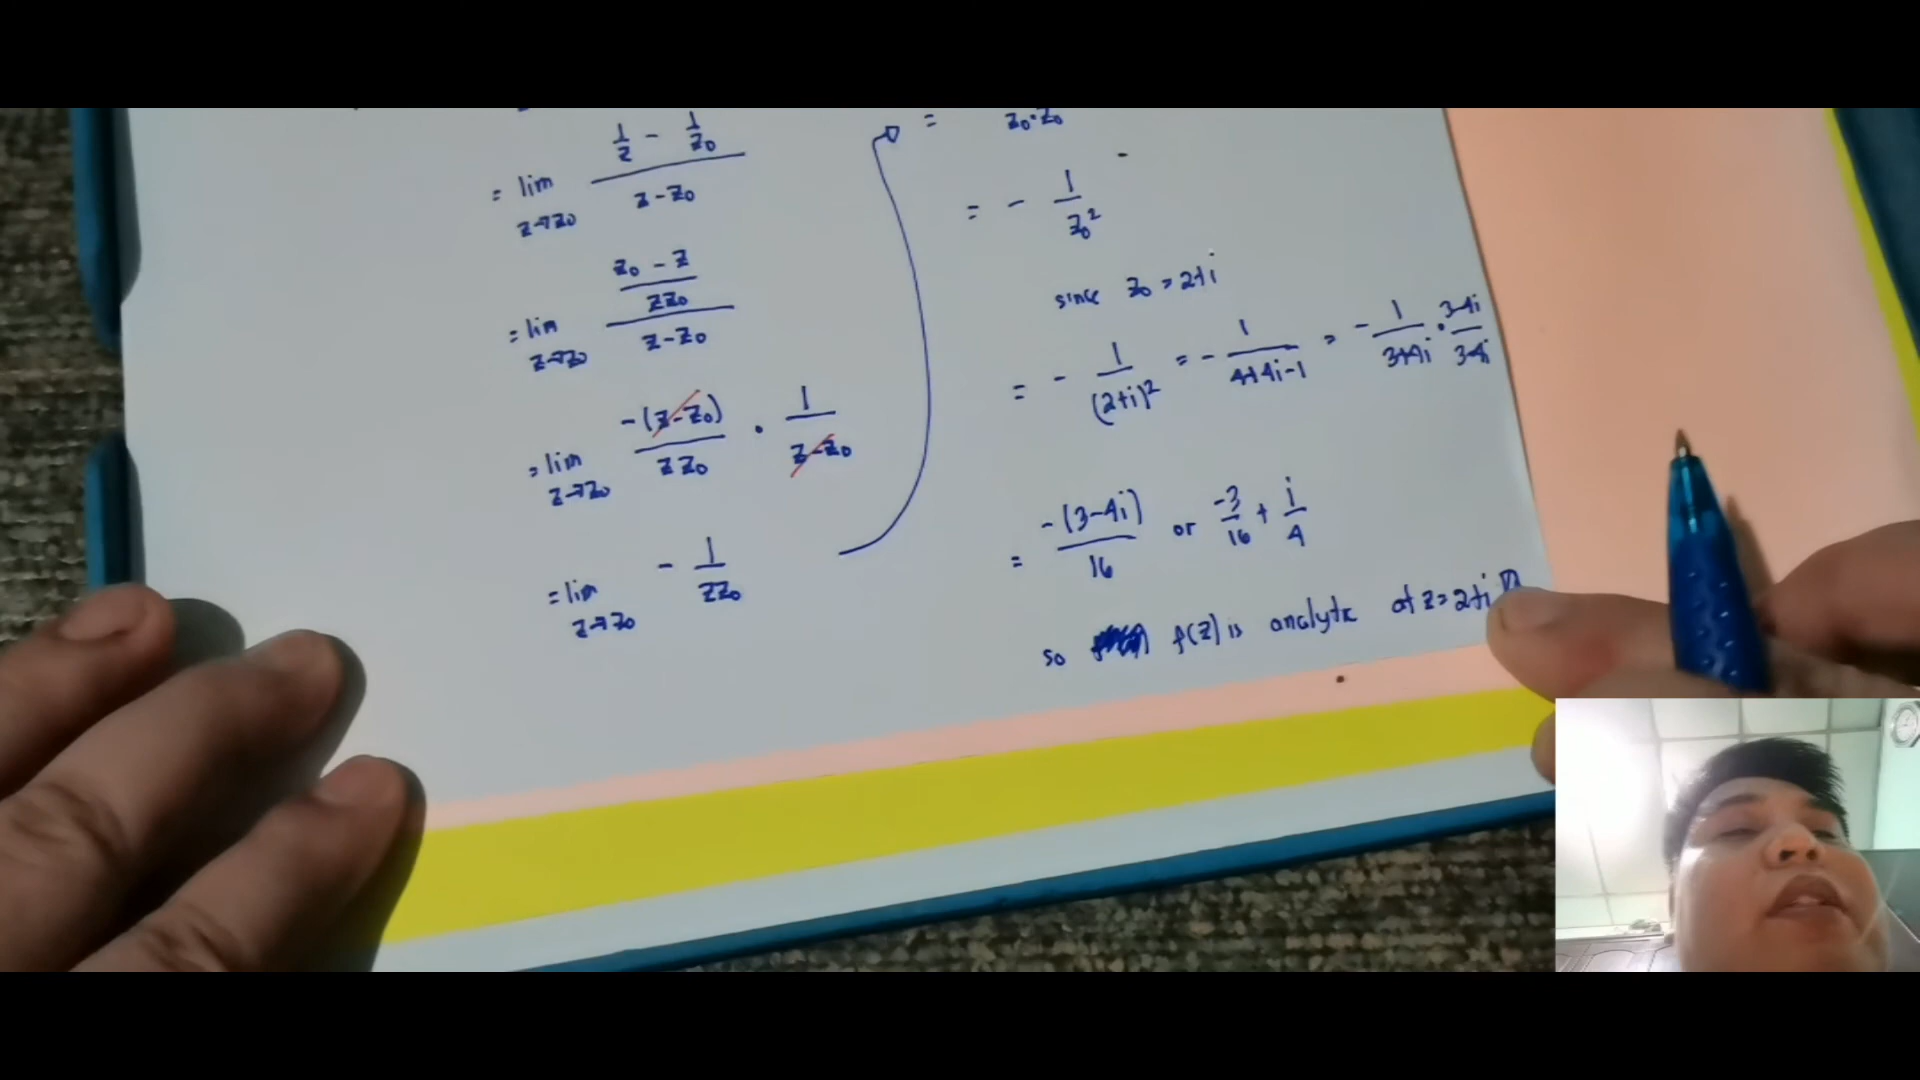 = lim z→z₀ (1/z - 1/z₀)/(z - z₀)
= lim z→z₀ ((z₀ - z)/(zz₀))/(z - z₀)
= lim z→z₀ -(z-z₀)/(zz₀) · 1/(z-z₀)
= lim z→z₀ - 1/(zz₀)
= z₀·z₀
= - 1/z₀²
since z₀ = 2+i
= - 1/(2+i)² = - 1/(4+4i-1) = - 1/(3+4i) · (3-4i)/(3-4i)
= -(3-4i)/16 or -3/16 + i/4
so f(z) is analytic at z=2+i